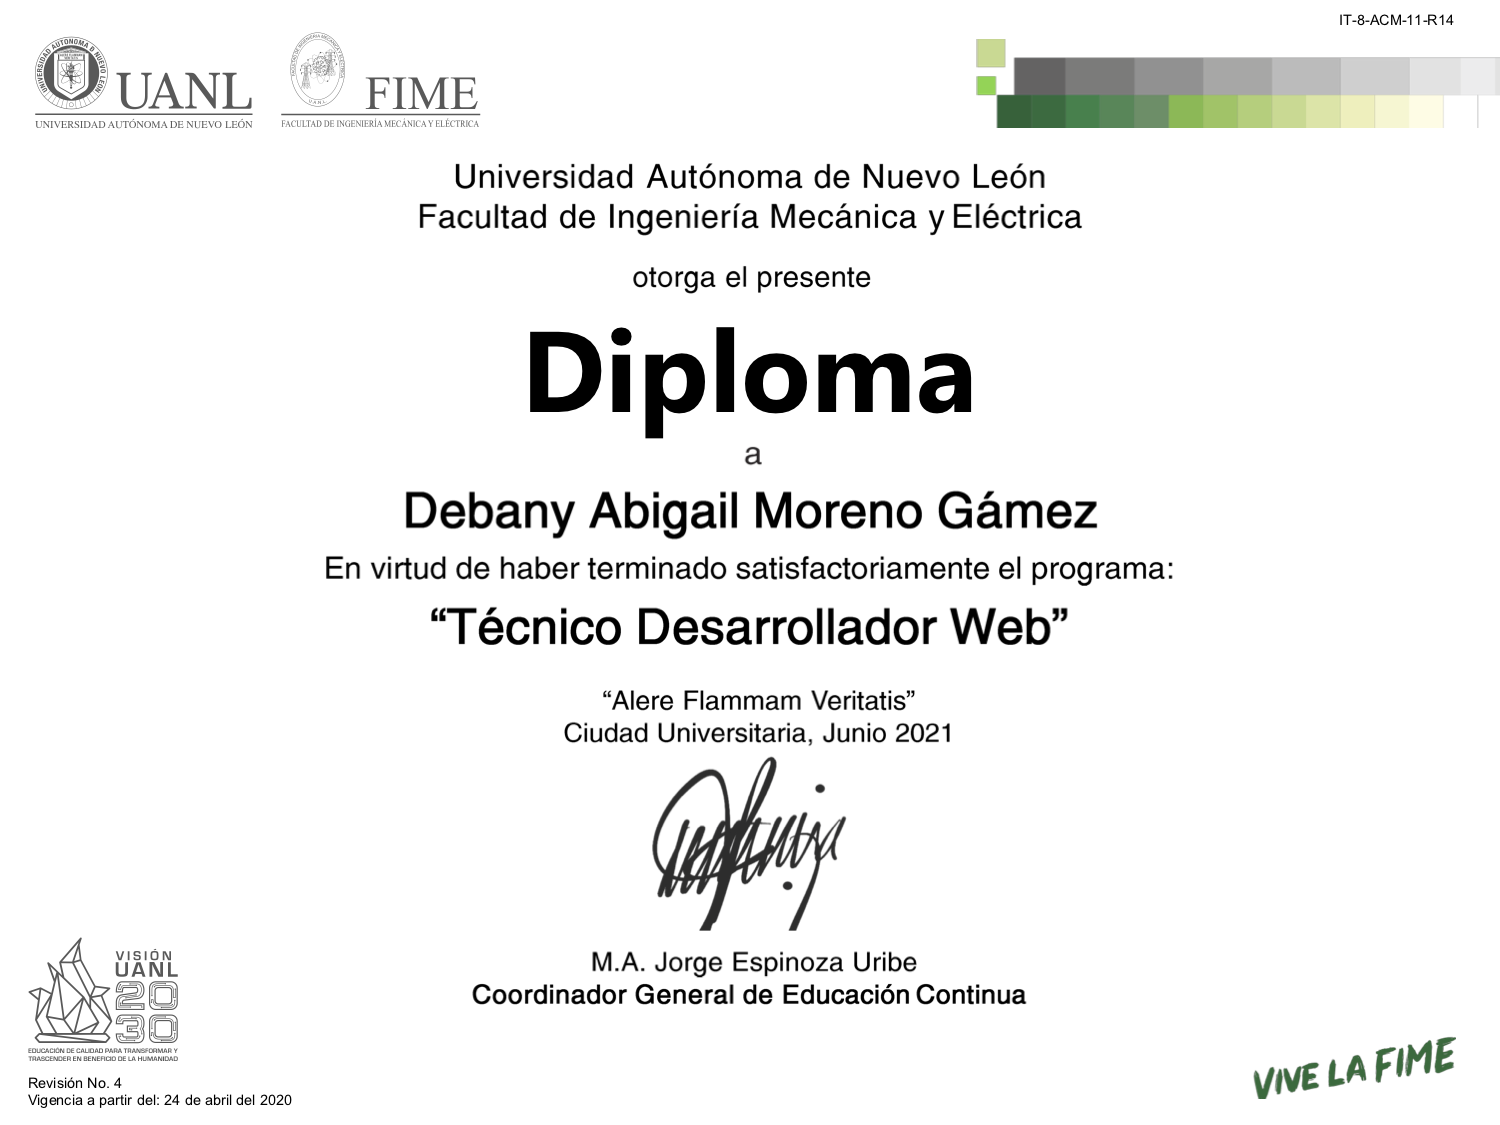 IT-8-ACM-11-R14
UANL
UNIVERSIDAD AUTÓNOMA DE NUEVO LEÓN
FIME
FACULTAD DE INGENIERÍA MECÁNICA Y ELÉCTRICA
Universidad Autónoma de Nuevo León
Facultad de Ingeniería Mecánica y Eléctrica
otorga el presente
Diploma
a
Debany Abigail Moreno Gámez
En virtud de haber terminado satisfactoriamente el programa:
“Técnico Desarrollador Web”
“Alere Flammam Veritatis”
Ciudad Universitaria, Junio 2021
M.A. Jorge Espinoza Uribe
Coordinador General de Educación Continua
VISIÓN
UANL
20
30
EDUCACIÓN DE CALIDAD PARA TRANSFORMAR Y
TRASCENDER EN BENEFICIO DE LA HUMANIDAD
Revisión No. 4
Vigencia a partir del: 24 de abril del 2020
VIVE LA FIME